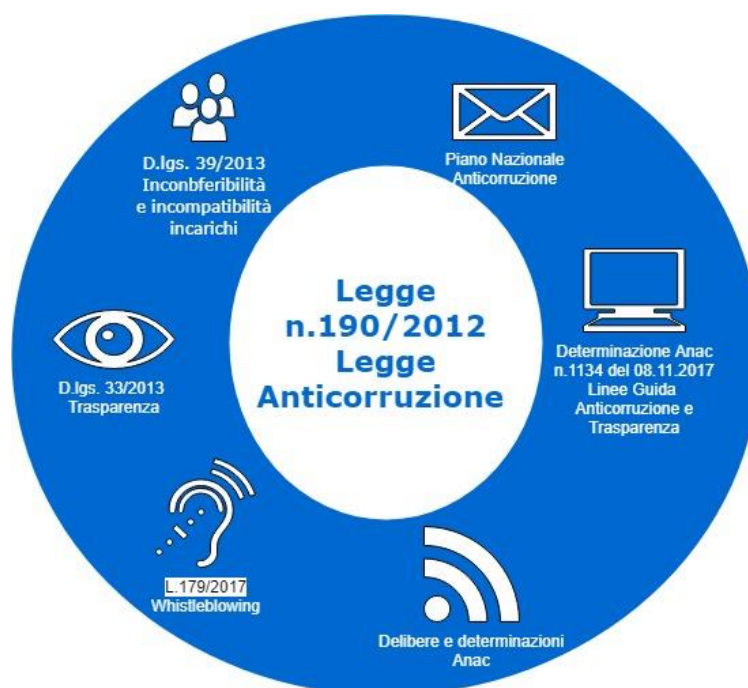 Legge
n.190/2012
Legge
Anticorruzione
D.lgs. 39/2013
Inconbferibilità
e incompatibilità
incarichi
Piano Nazionale
Anticorruzione
Determinazione Anac
n.1134 del 08.11.2017
Linee Guida
Anticorruzione e
Trasparenza
Delibere e determinazioni
Anac
L.179/2017
Whistleblowing
D.lgs. 33/2013
Trasparenza